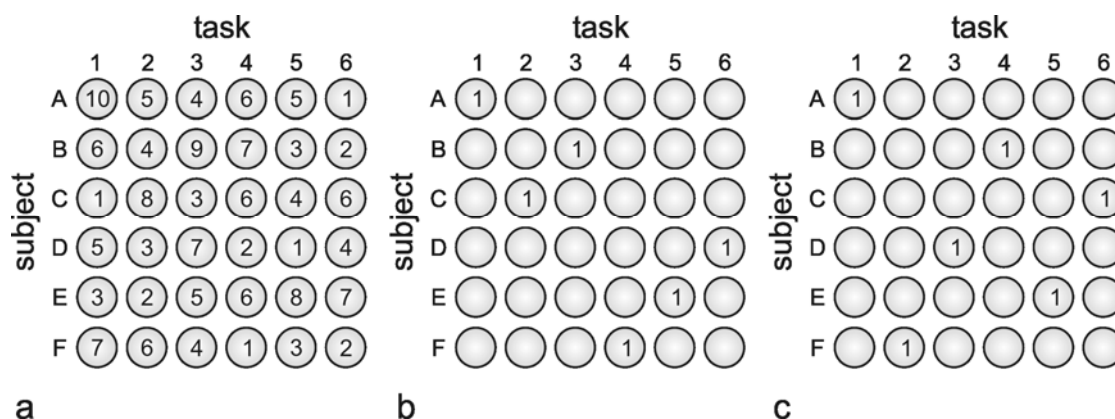 task task task
1 2 3 4 5 6 1 2 3 4 5 6 1 2 3 4 5 6
A 10 5 4 6 5 1 A 1 A 1
B 6 4 9 7 3 2 B 1 B 1
C 1 8 3 6 4 6 C 1 C 1
D 5 3 7 2 1 4 D 1 D 1
E 3 2 5 6 8 7 E 1 E 1
F 7 6 4 1 3 2 F 1 F 1
subject subject subject
a b c